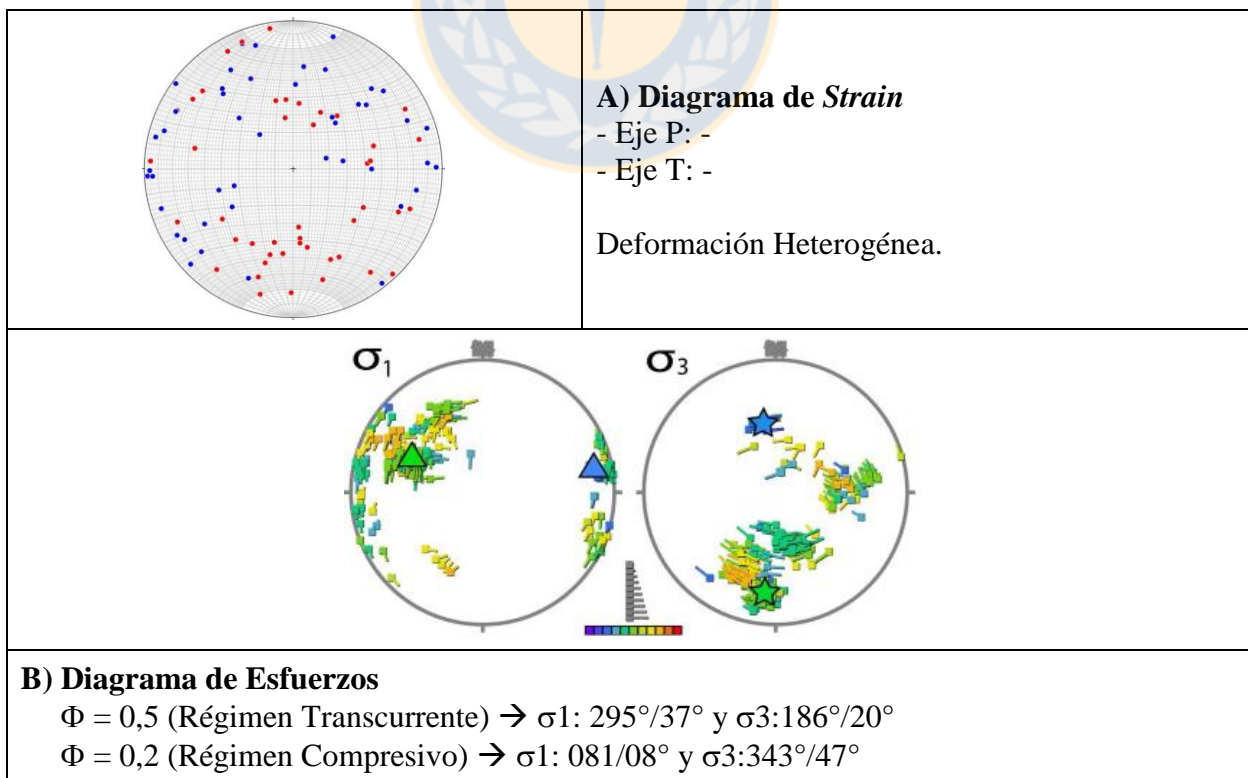 A) Diagrama de Strain
- Eje P: -
- Eje T: -
Deformación Heterogénea.
σ1
σ3
B) Diagrama de Esfuerzos
Φ = 0,5 (Régimen Transcurrente) → σ1: 295°/37° y σ3:186°/20°
Φ = 0,2 (Régimen Compresivo) → σ1: 081/08° y σ3:343°/47°